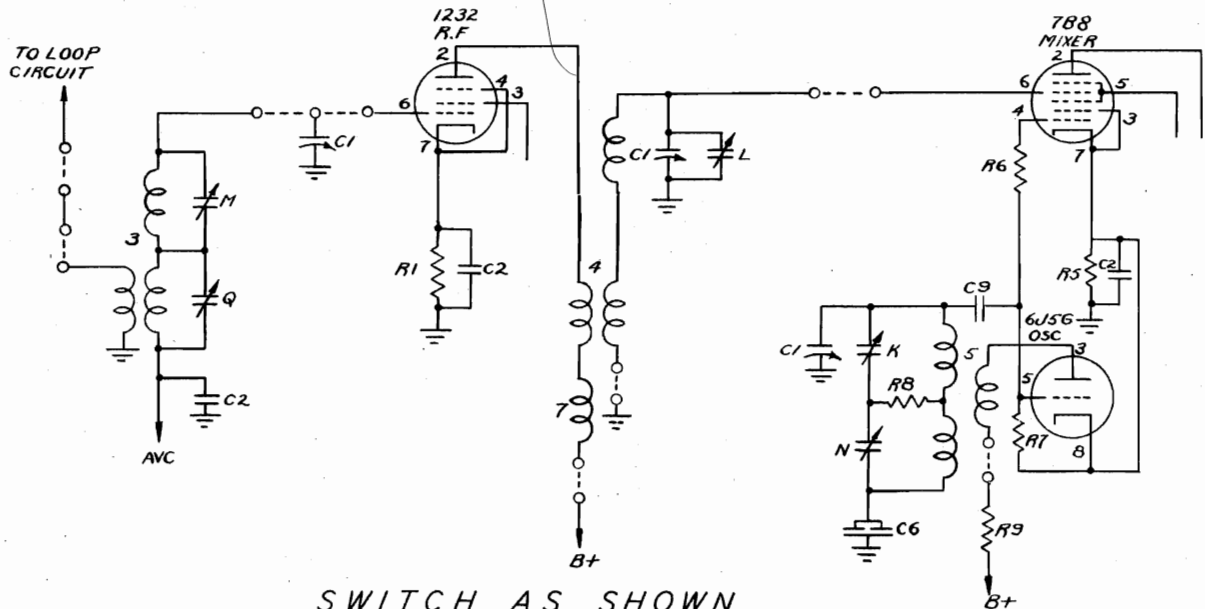 1232
R.F
7B8
MIXER
TO LOOP
CIRCUIT
2
4
3
6
7
C1
M
3
Q
R1
C2
C2
AVC
C1
L
4
7
B+
2
5
6
4
3
7
R6
R5
C2
C9
6J5G
OSC
C1
K
5
3
R8
5
R7
N
8
C6
R9
B+
SWITCH AS SHOWN